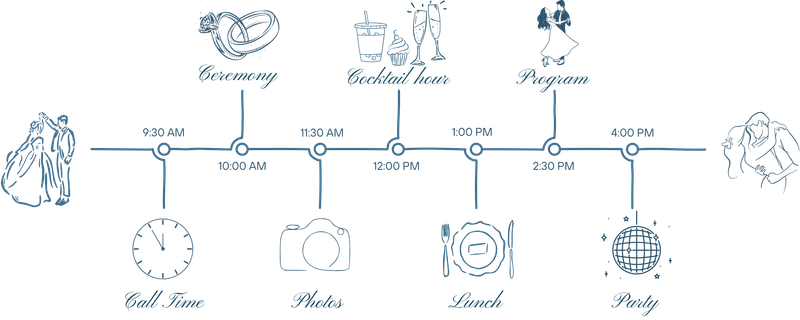 Ceremony
Cocktail hour
Program
9:30 AM
11:30 AM
1:00 PM
4:00 PM
10:00 AM
12:00 PM
2:30 PM
Call Time
Photos
Lunch
Party